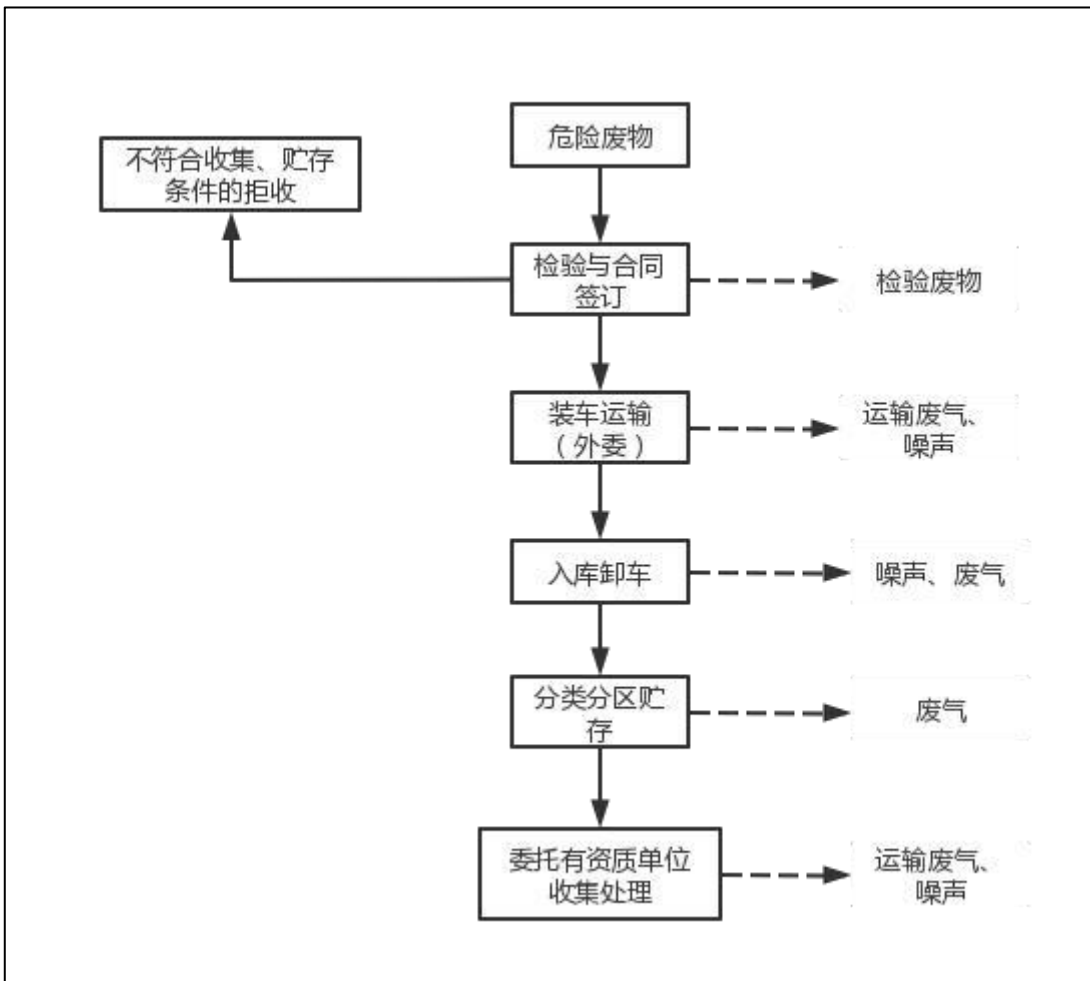 危险废物
不符合收集、贮存
条件的拒收
检验与合同
签订
检验废物
装车运输
（外委）
运输废气、
噪声
入库卸车
噪声、废气
分类分区贮
存
废气
委托有资质单位
收集处理
运输废气、
噪声